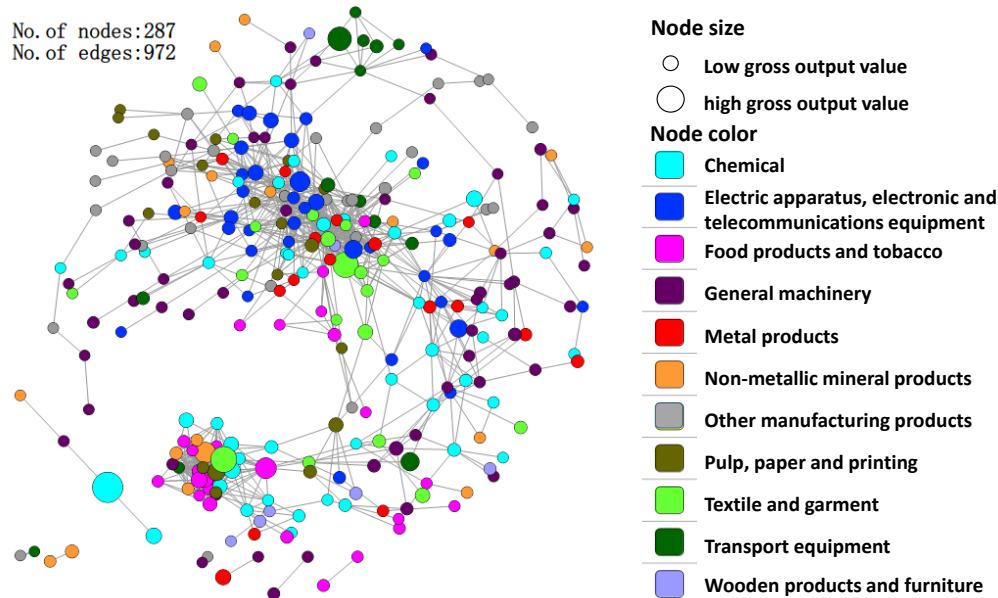 No. of nodes:287
No. of edges:972
Node size
Low gross output value
high gross output value
Node color
Chemical
Electric apparatus, electronic and
telecommunications equipment
Food products and tobacco
General machinery
Metal products
Non-metallic mineral products
Other manufacturing products
Pulp, paper and printing
Textile and garment
Transport equipment
Wooden products and furniture